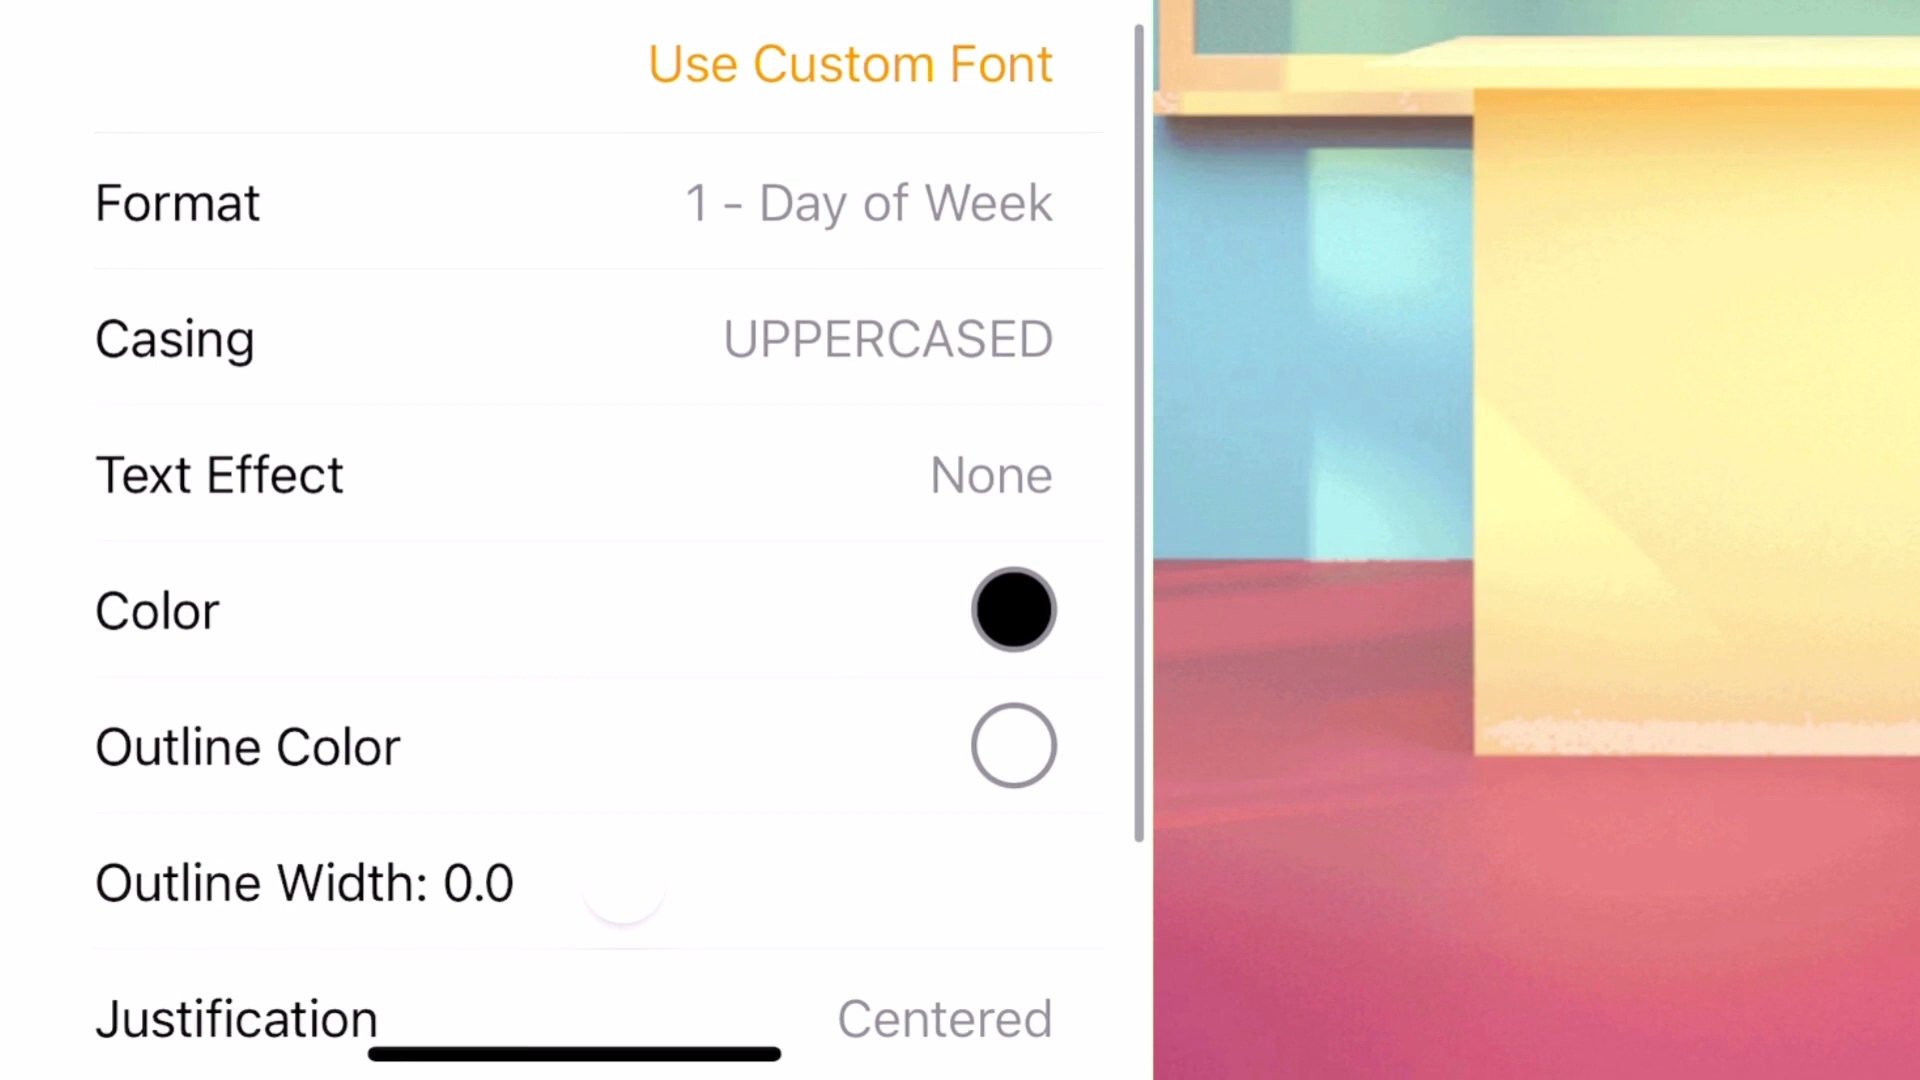 Use Custom Font
Format 1 - Day of Week
Casing UPPERCASED
Text Effect None
Color
Outline Color
Outline Width: 0.0
Justification Centered